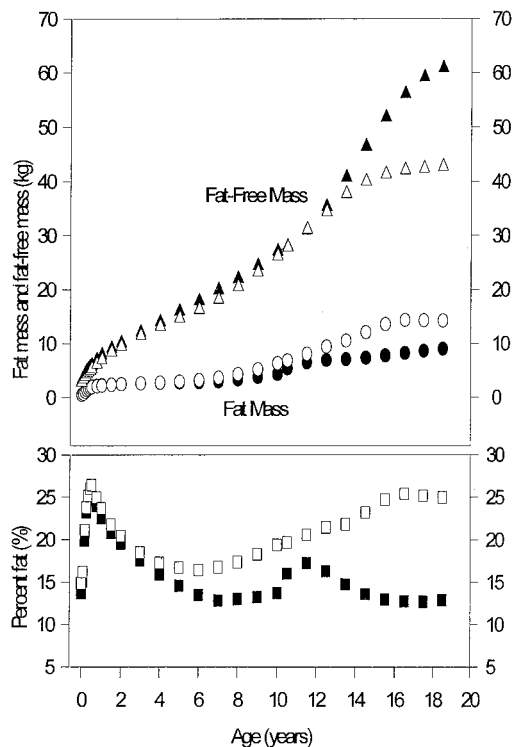 70 70
60 60
50 50
40 40
Fat-Free Mass
30 30
20 20
10 10
0 0
Fat Mass
Fat mass and fat-free mass (kg)
30 30
25 25
20 20
15 15
10 10
5 5
Percent fat (%)
0 2 4 6 8 10 12 14 16 18 20
Age (years)